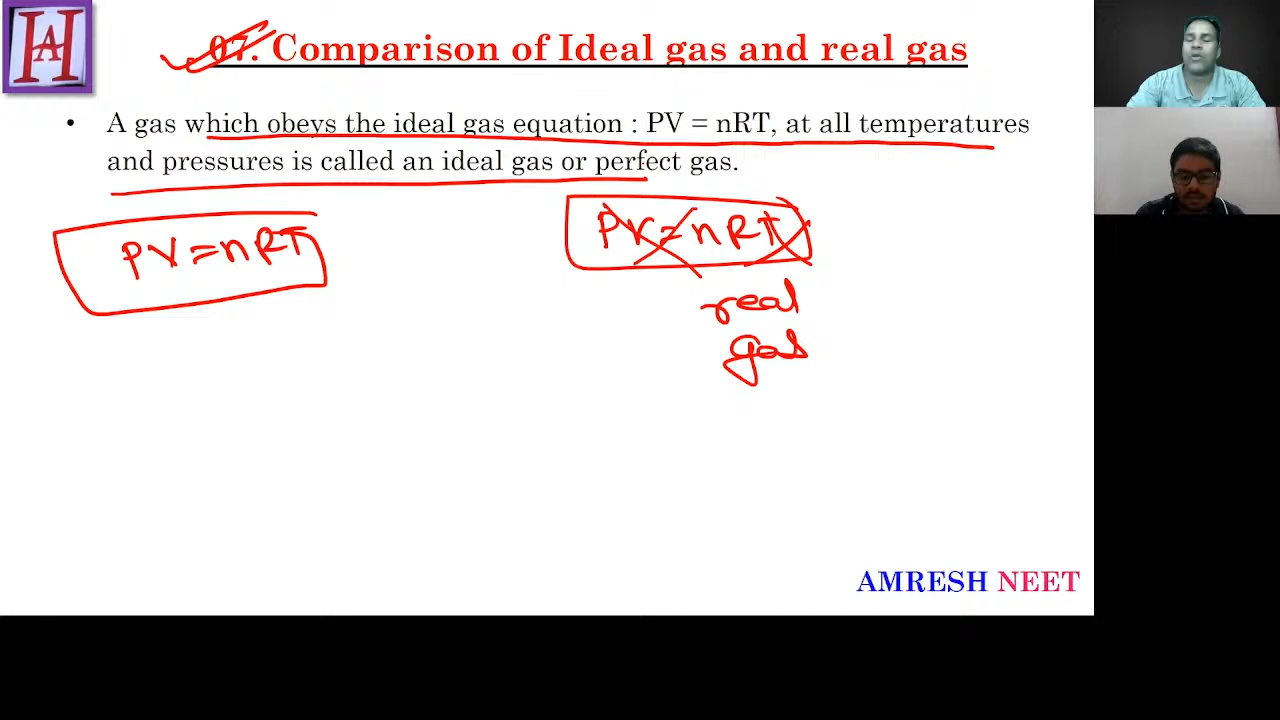 HA
07. Comparison of Ideal gas and real gas
• A gas which obeys the ideal gas equation : PV = nRT, at all temperatures
and pressures is called an ideal gas or perfect gas.
PV=nRT
PV=nRT
real
gas
AMRESH NEET